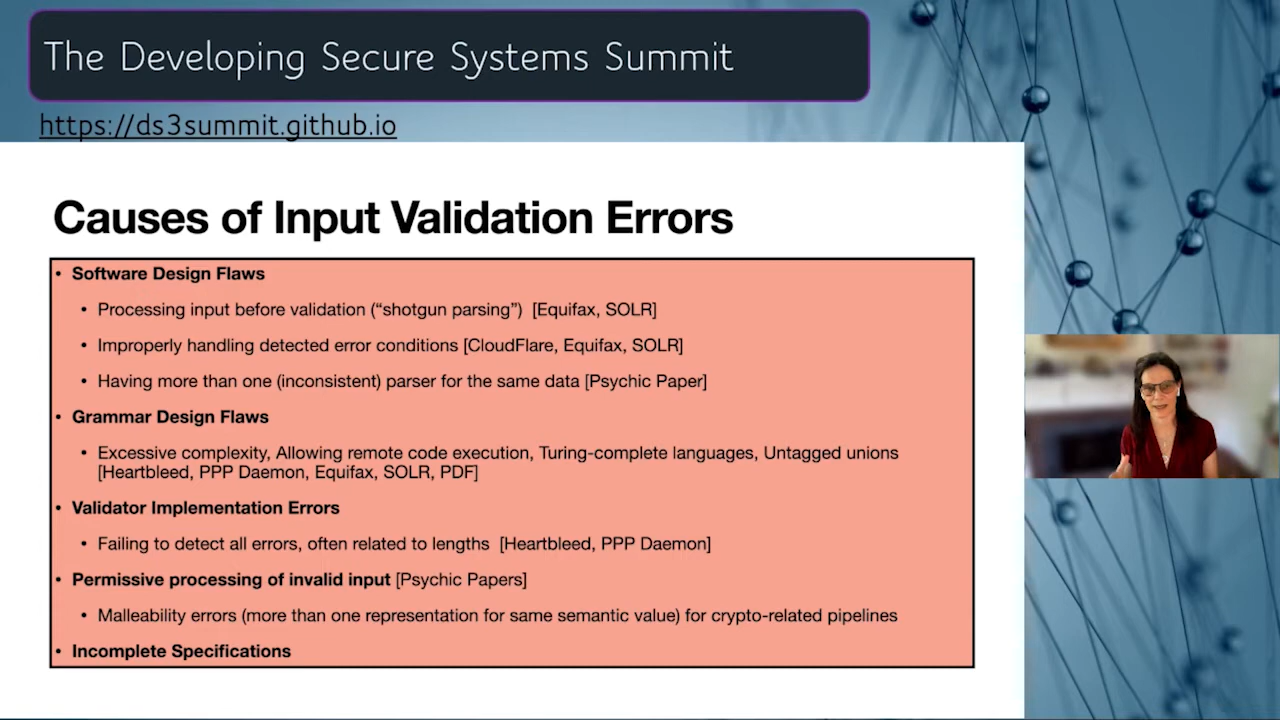 The Developing Secure Systems Summit
https://ds3summit.github.io
Causes of Input Validation Errors
• Software Design Flaws
• Processing input before validation (“shotgun parsing”) [Equifax, SOLR]
• Improperly handling detected error conditions [CloudFlare, Equifax, SOLR]
• Having more than one (inconsistent) parser for the same data [Psychic Paper]
• Grammar Design Flaws
• Excessive complexity, Allowing remote code execution, Turing-complete languages, Untagged unions
[Heartbleed, PPP Daemon, Equifax, SOLR, PDF]
• Validator Implementation Errors
• Failing to detect all errors, often related to lengths [Heartbleed, PPP Daemon]
• Permissive processing of invalid input [Psychic Papers]
• Malleability errors (more than one representation for same semantic value) for crypto-related pipelines
• Incomplete Specifications